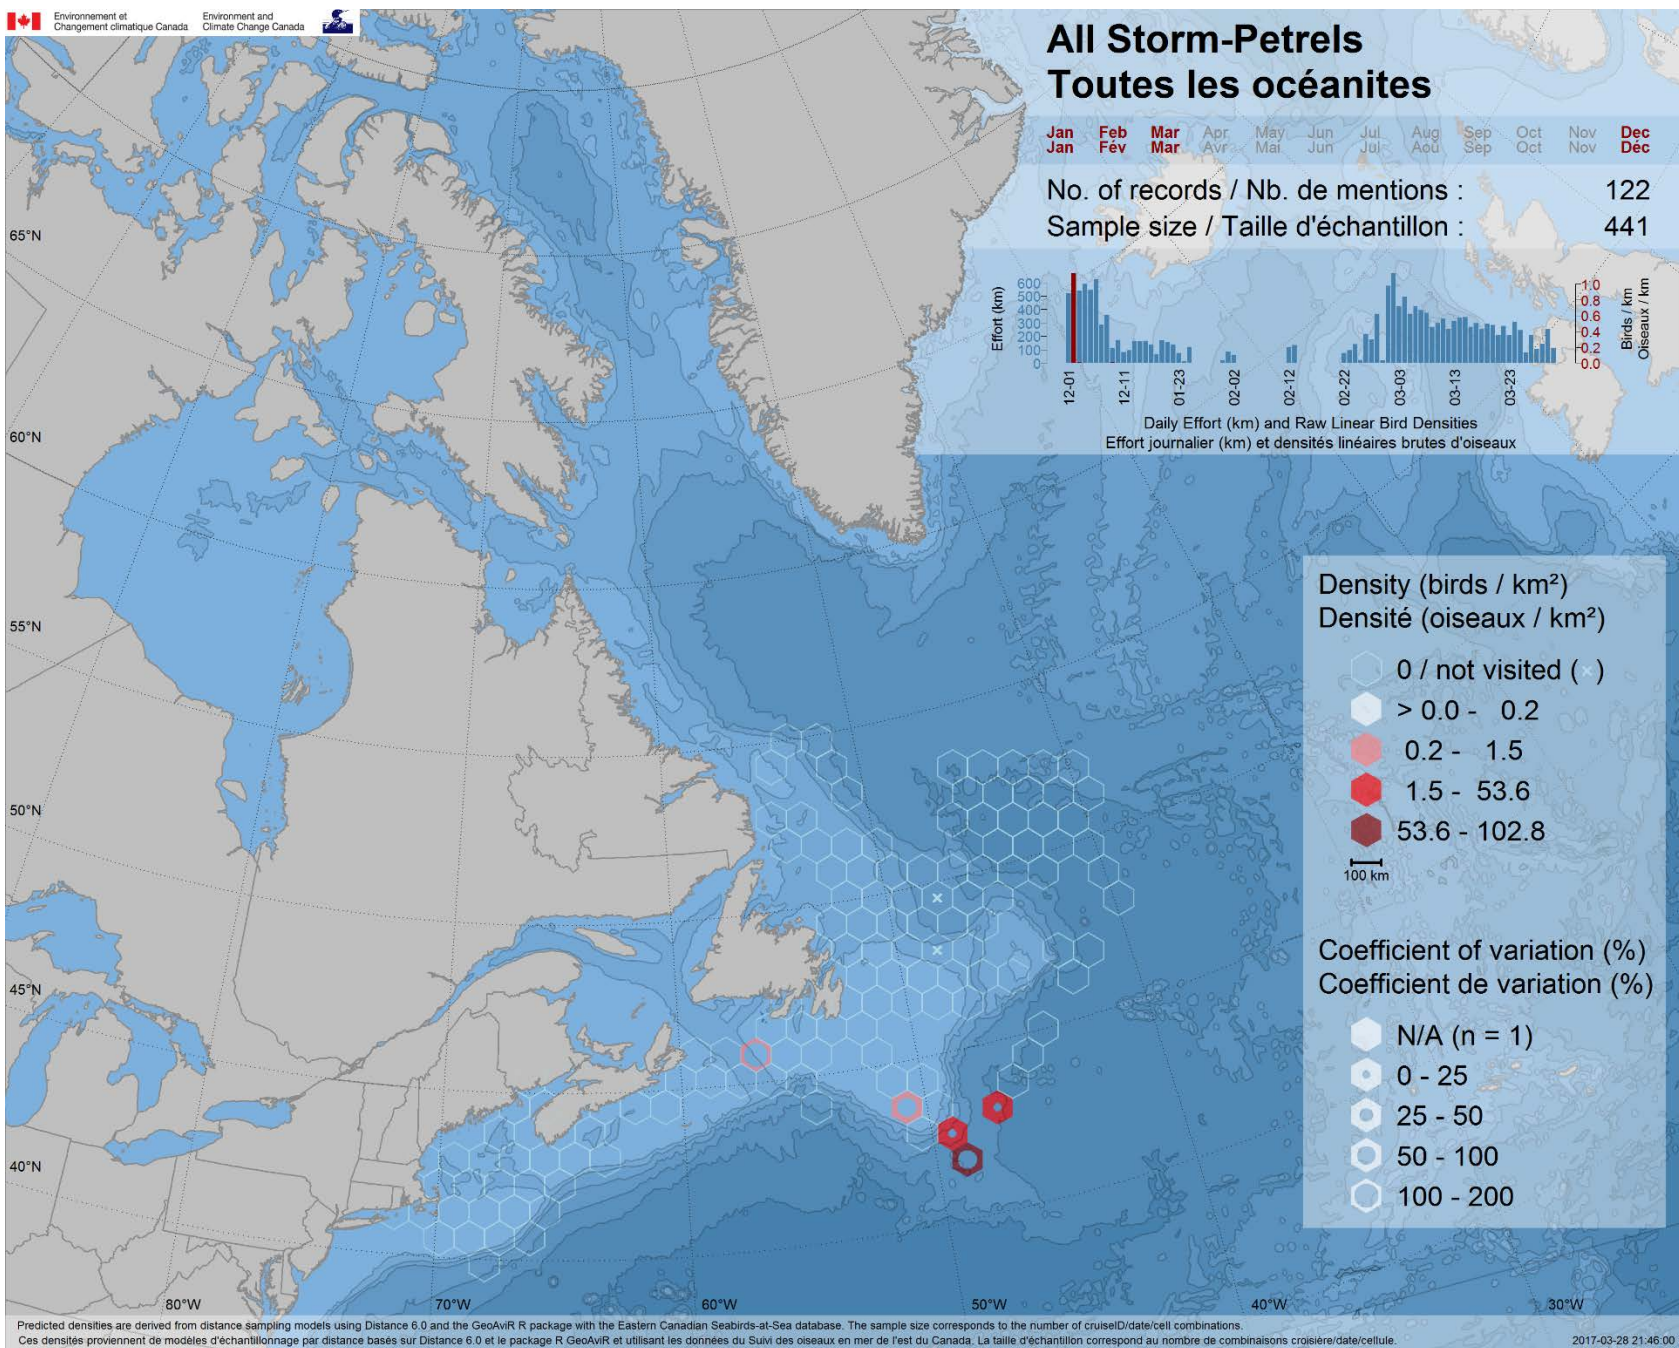 Environnement et
Changement climatique Canada
Environment and
Climate Change Canada
All Storm-Petrels
Toutes les océanites
Jan Feb Mar Apr May Jun Jul Aug Sep Oct Nov Dec
Jan Fév Mar Avr Mai Jun Jul Aoû Sep Oct Nov Déc
No. of records / Nb. de mentions : 122
Sample size / Taille d'échantillon : 441
Effort (km)
600
500
400
300
200
100
0
1.0
0.8
0.6
0.4
0.2
0.0
Birds / km
Oiseaux / km
12-01 12-11 01-23 02-02 02-12 02-22 03-03 03-13 03-23
Daily Effort (km) and Raw Linear Bird Densities
Effort journalier (km) et densités linéaires brutes d'oiseaux
65°N
60°N
55°N
50°N
45°N
40°N
Density (birds / km²)
Densité (oiseaux / km²)
0 / not visited (×)
> 0.0 - 0.2
0.2 - 1.5
1.5 - 53.6
53.6 - 102.8
100 km
Coefficient of variation (%)
Coefficient de variation (%)
N/A (n = 1)
0 - 25
25 - 50
50 - 100
100 - 200
80°W 70°W 60°W 50°W 40°W 30°W
Predicted densities are derived from distance sampling models using Distance 6.0 and the GeoAviR R package with the Eastern Canadian Seabirds-at-Sea database. The sample size corresponds to the number of cruiseID/date/cell combinations.
Ces densités proviennent de modèles d'échantillonnage par distance basés sur Distance 6.0 et le package R GeoAviR et utilisant les données du Suivi des oiseaux en mer de l'est du Canada. La taille d'échantillon correspond au nombre de combinaisons croisière/date/cellule.
2017-03-28 21:46:00